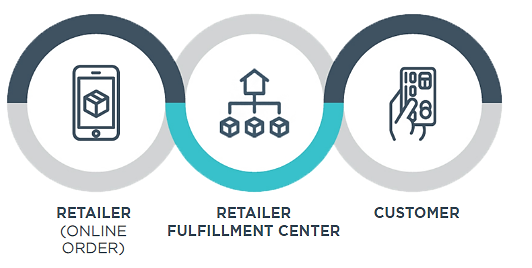 RETAILER
(ONLINE
ORDER)
RETAILER
FULFILLMENT CENTER
CUSTOMER